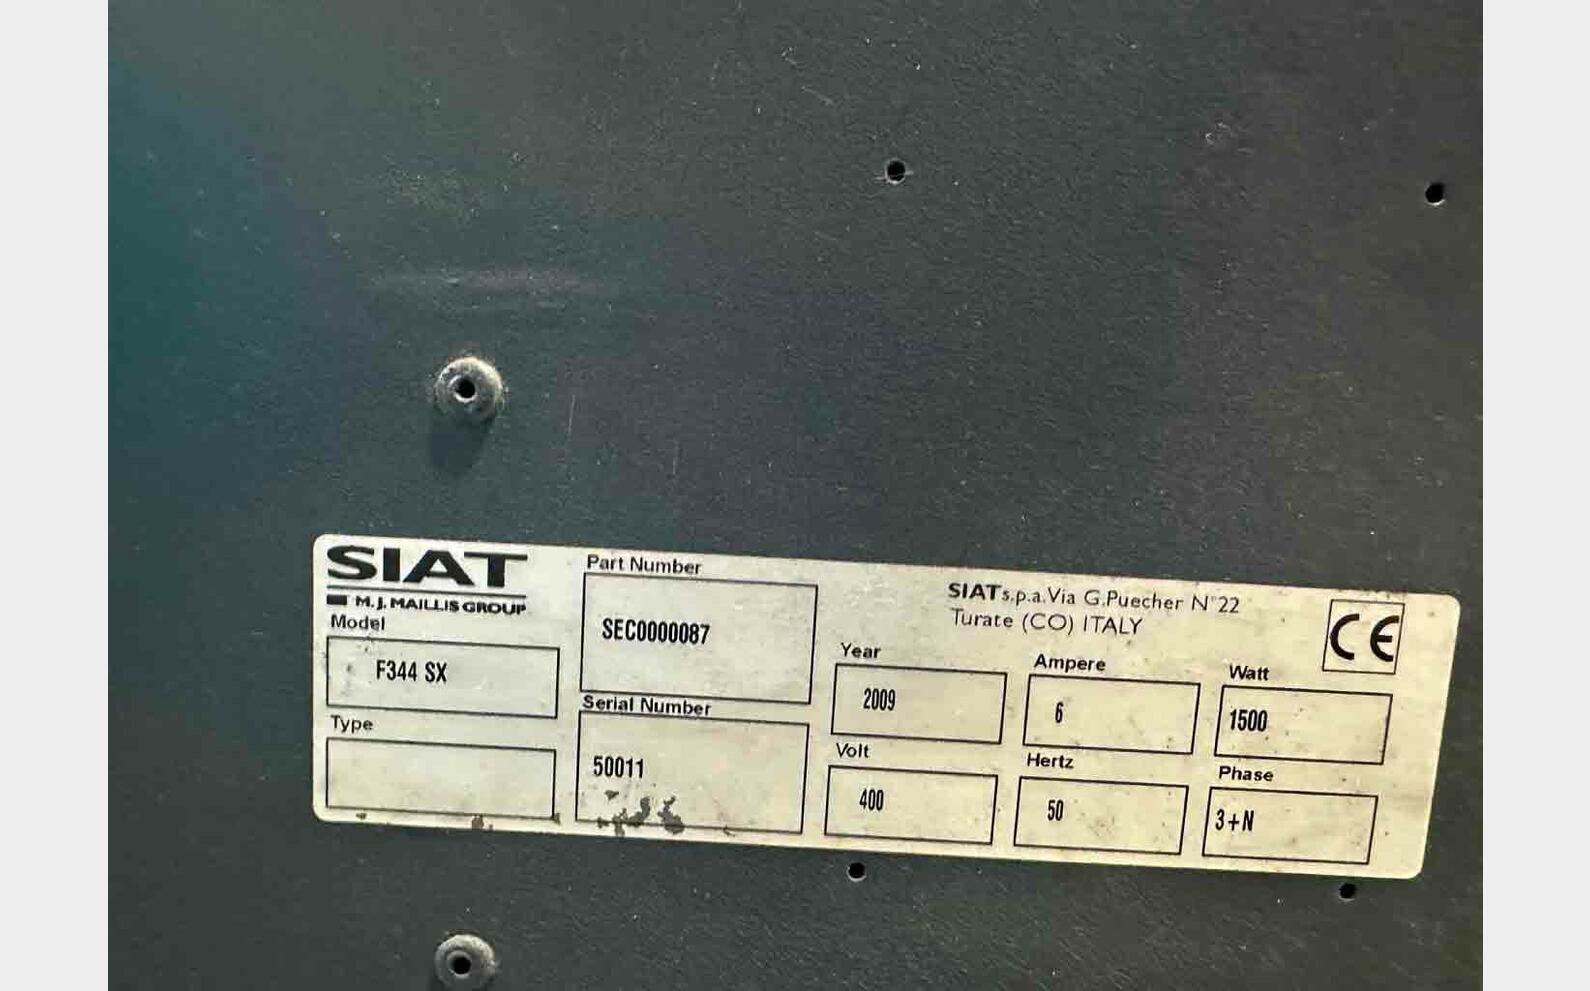 SIAT
M.J. MAILLIS GROUP
Model
F344 SX
Type
Part Number
SEC0000087
Serial Number
50011
SIAT s.p.a. Via G.Puecher N°22
Turate (CO) ITALY
CE
Year
2009
Ampere
6
Watt
1500
Volt
400
Hertz
50
Phase
3+N